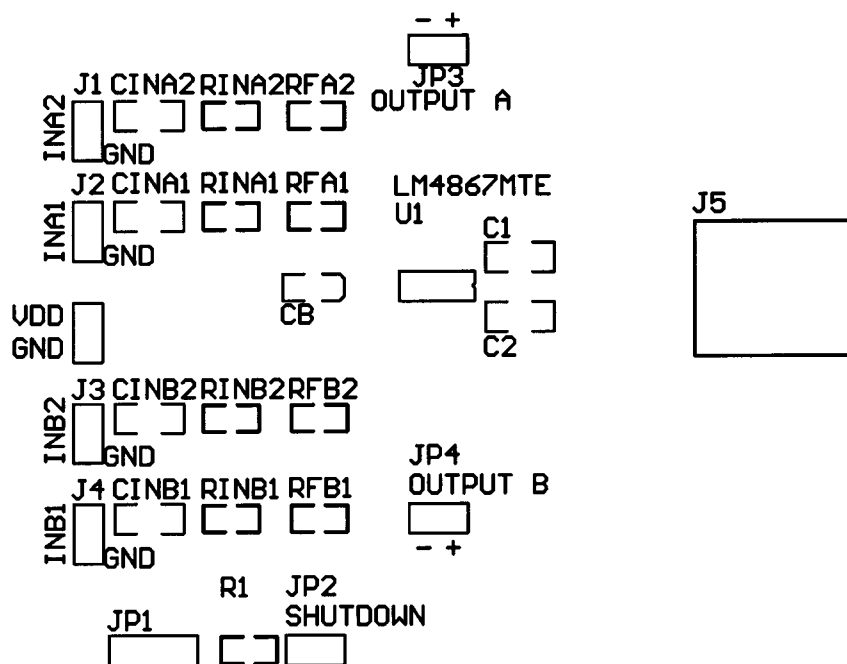 - +
JP3
OUTPUT A
J1 CINA2 RINA2 RFA2
INA2
GND
J2 CINA1 RINA1 RFA1
INA1
GND
LM4867MTE
U1
C1
J5
CB
C2
VDD
GND
J3 CINB2 RINB2 RFB2
INB2
GND
JP4
OUTPUT B
- +
J4 CINB1 RINB1 RFB1
INB1
GND
R1
JP2
SHUTDOWN
JP1